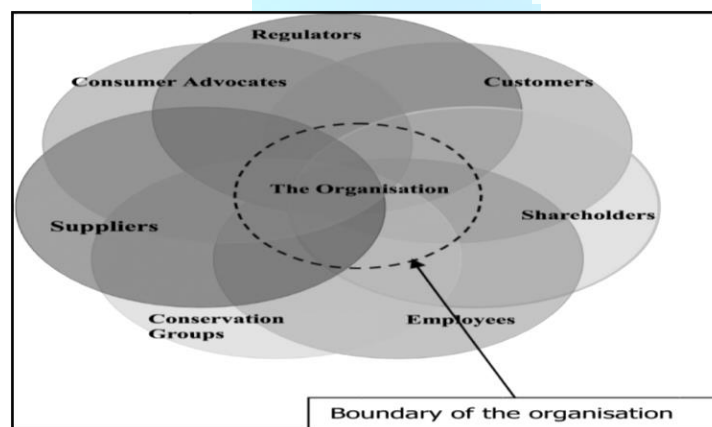 Regulators
Consumer Advocates
Customers
The Organisation
Shareholders
Suppliers
Conservation
Groups
Employees
Boundary of the organisation